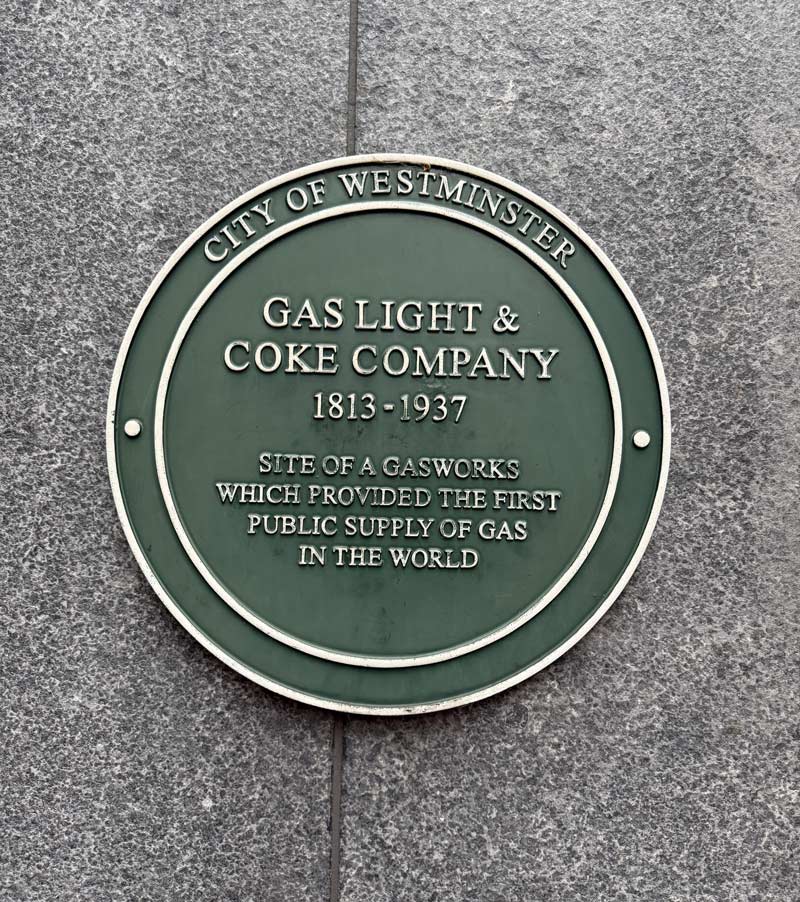 CITY OF WESTMINSTER
GAS LIGHT &
COKE COMPANY
1813-1937
SITE OF A GASWORKS
WHICH PROVIDED THE FIRST
PUBLIC SUPPLY OF GAS
IN THE WORLD